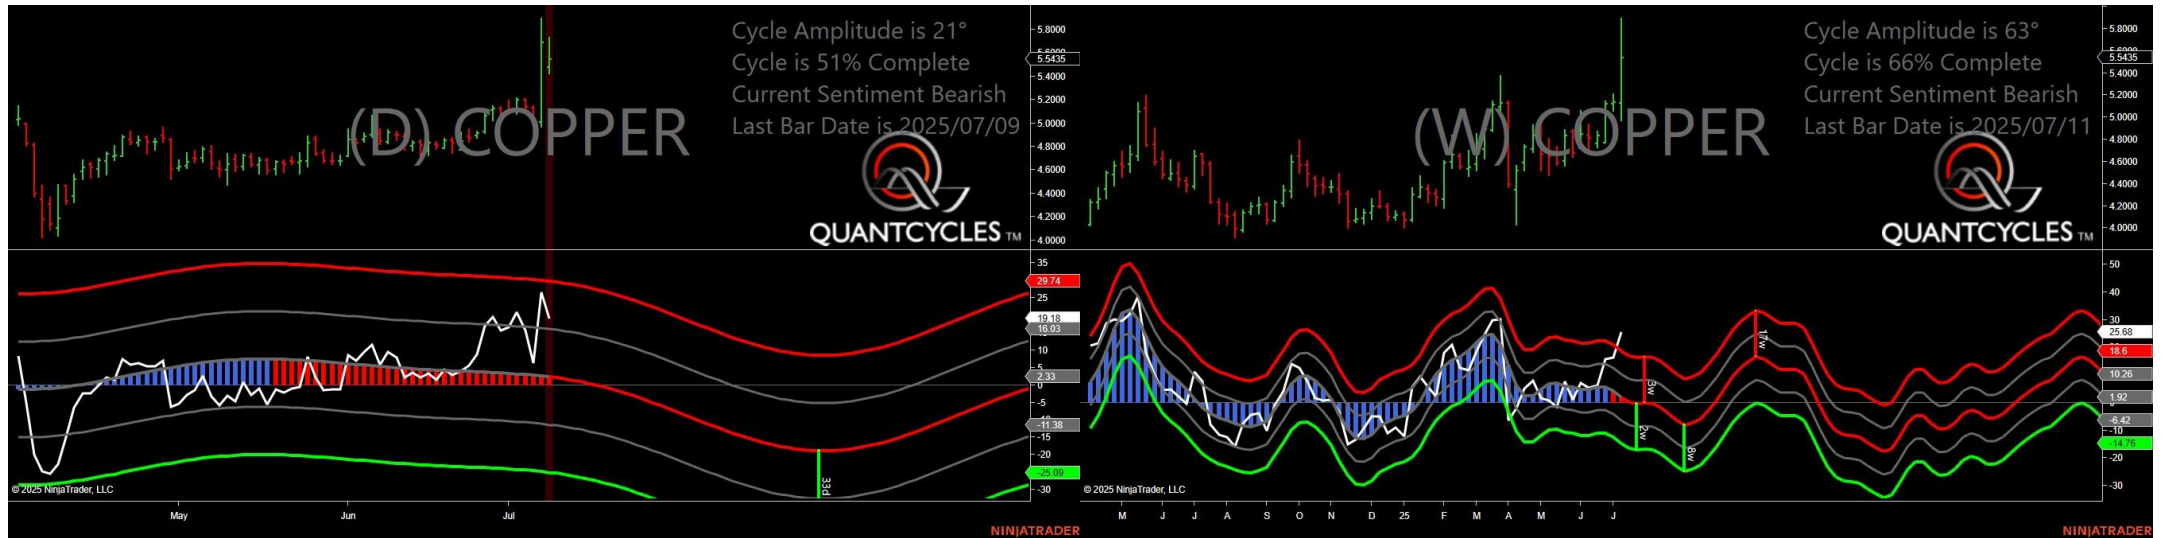 Cycle Amplitude is 21°
Cycle is 51% Complete
Current Sentiment Bearish
Last Bar Date is 2025/07/09
(D) COPPER
QUANTCYCLES TM
5.8000
5.6000
5.5435
5.4000
5.2000
5.0000
4.8000
4.6000
4.4000
4.2000
4.0000
35
29.74
25
19.18
16.03
10
5
2.33
0
-5
-11.38
-15
-20
-25.09
-30
33d
© 2025 NinjaTrader, LLC
May Jun Jul
NINJATRADER
Cycle Amplitude is 63°
Cycle is 66% Complete
Current Sentiment Bearish
Last Bar Date is 2025/07/11
(W) COPPER
QUANTCYCLES TM
5.8000
5.6000
5.5435
5.4000
5.2000
5.0000
4.8000
4.6000
4.4000
4.2000
4.0000
50
40
30
25.68
18.6
10.26
1.92
-6.42
-10
-14.76
-20
-30
3w
2w
8w
© 2025 NinjaTrader, LLC
M J J A S O N D 25 F M A M J J
NINJATRADER